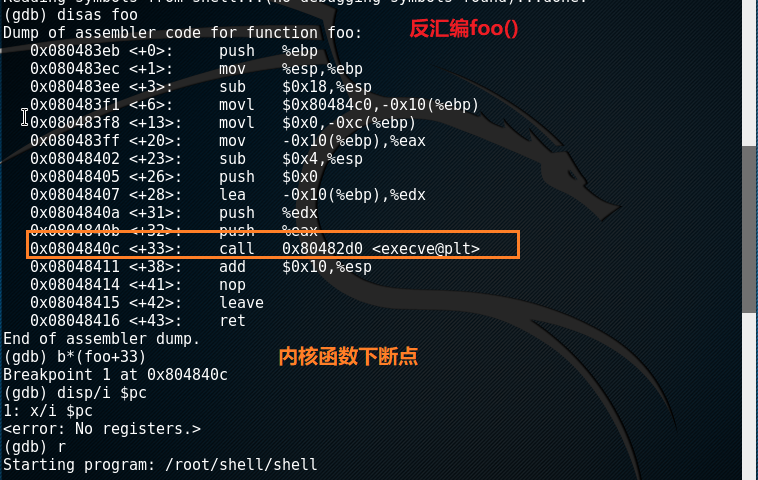 Reading symbols from shell...(no debugging symbols found)...done.
(gdb) disas foo
反汇编foo()
Dump of assembler code for function foo:
0x080483eb <+0>: push %ebp
0x080483ec <+1>: mov %esp,%ebp
0x080483ee <+3>: sub $0x18,%esp
0x080483f1 <+6>: movl $0x80484c0,-0x10(%ebp)
0x080483f8 <+13>: movl $0x0,-0xc(%ebp)
0x080483ff <+20>: mov -0x10(%ebp),%eax
0x08048402 <+23>: sub $0x4,%esp
0x08048405 <+26>: push $0x0
0x08048407 <+28>: lea -0x10(%ebp),%edx
0x0804840a <+31>: push %edx
0x0804840b <+32>: push %eax
0x0804840c <+33>: call 0x80482d0 <execve@plt>
0x08048411 <+38>: add $0x10,%esp
0x08048414 <+41>: nop
0x08048415 <+42>: leave
0x08048416 <+43>: ret
End of assembler dump.
(gdb) b*(foo+33)
内核函数下断点
Breakpoint 1 at 0x804840c
(gdb) disp/i $pc
1: x/i $pc
<error: No registers.>
(gdb) r
Starting program: /root/shell/shell